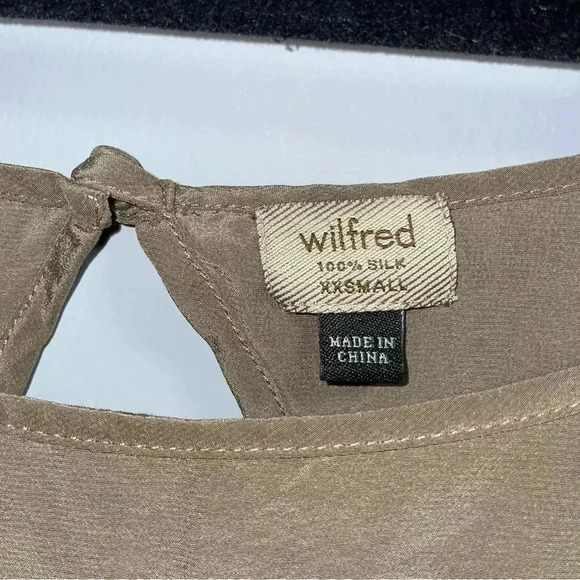 wilfred
100% SILK
XXSMALL
MADE IN
CHINA